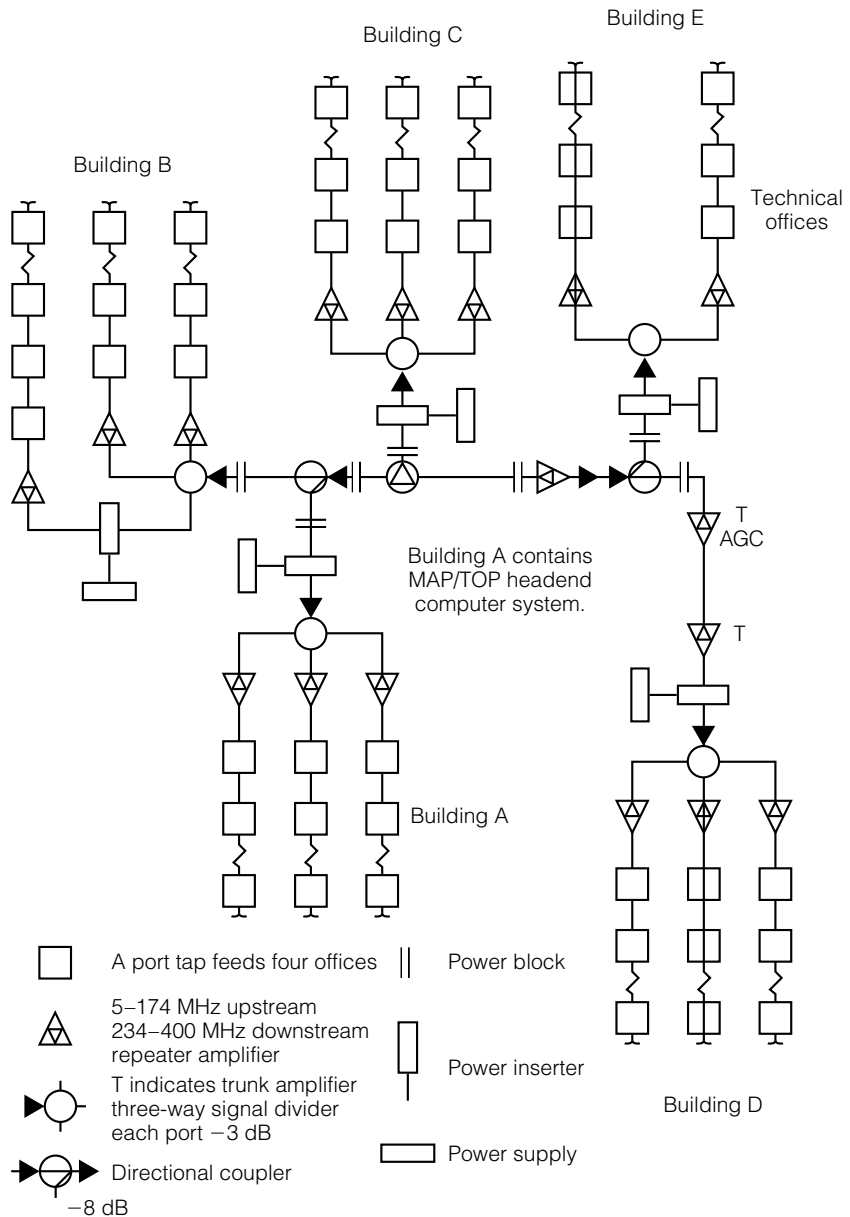 Building C
Building E
Building B
Technical
offices
T
AGC
Building A contains
MAP/TOP headend
computer system.
T
Building A
A port tap feeds four offices
Power block
5–174 MHz upstream
234–400 MHz downstream
repeater amplifier
Power inserter
T indicates trunk amplifier
three-way signal divider
each port −3 dB
Building D
Directional coupler
Power supply
−8 dB